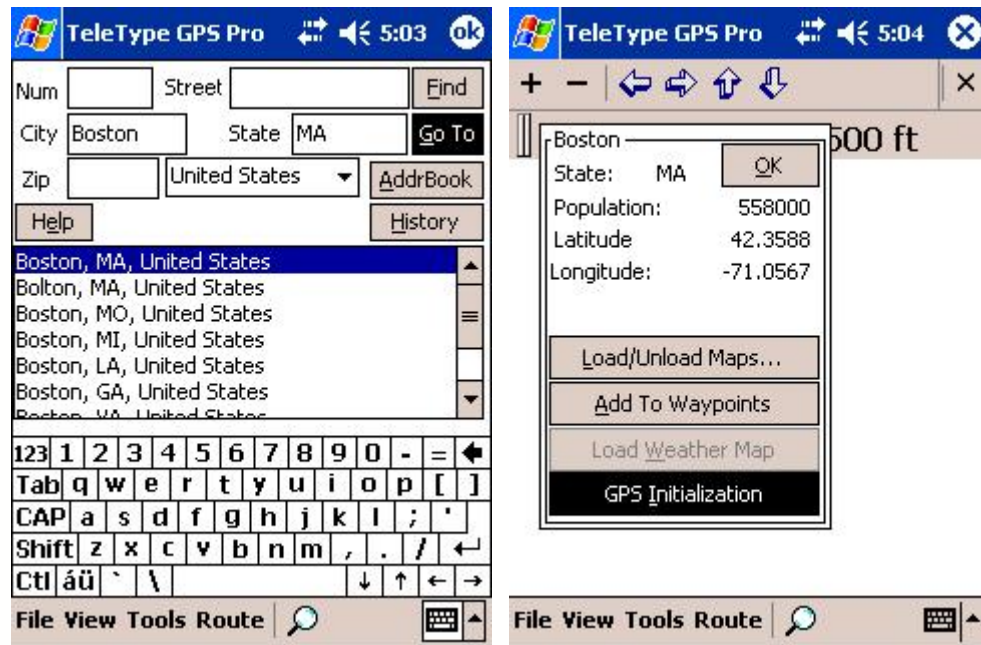 TeleType GPS Pro 5:03 ok
Num Street Find
City Boston State MA Go To
Zip United States AddrBook
Help History
Boston, MA, United States
Bolton, MA, United States
Boston, MO, United States
Boston, MI, United States
Boston, LA, United States
Boston, GA, United States
Boston, VA, United States
123 1 2 3 4 5 6 7 8 9 0 - =
Tab q w e r t y u i o p [ ]
CAP a s d f g h j k l ; '
Shift z x c v b n m , . /
Ctl áü ` \ ↓ ↑ ← →
File View Tools Route
TeleType GPS Pro 5:04
+ - ×
500 ft
Boston
State: MA OK
Population: 558000
Latitude 42.3588
Longitude: -71.0567
Load/Unload Maps...
Add To Waypoints
Load Weather Map
GPS Initialization
File View Tools Route